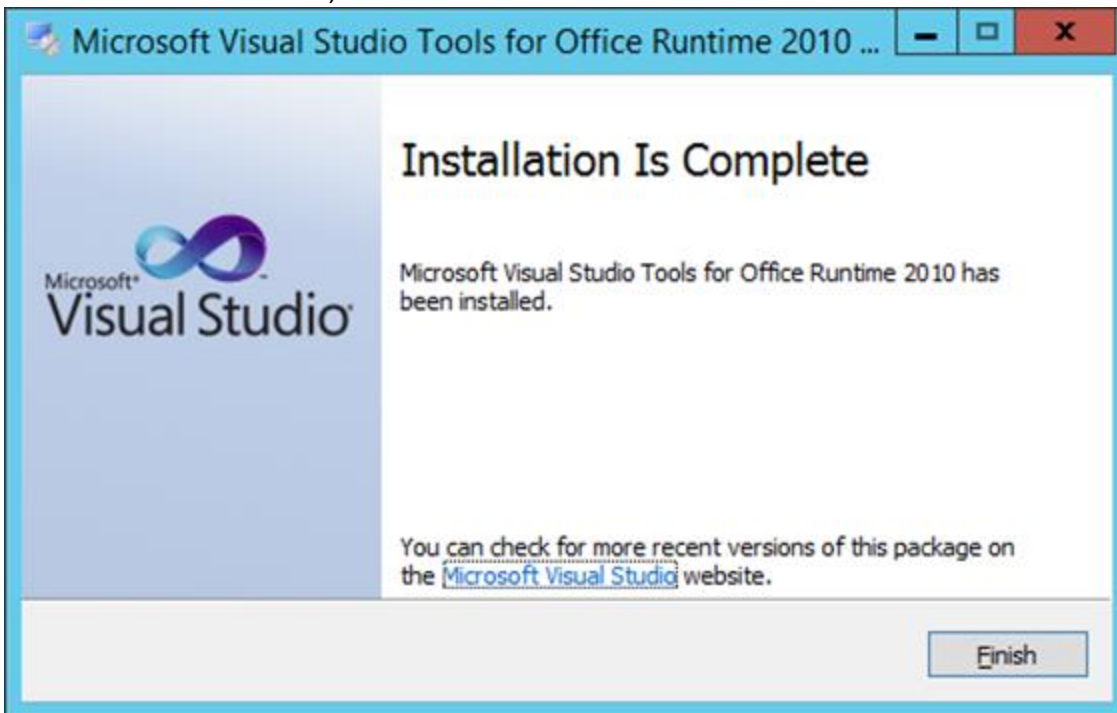 Microsoft Visual Studio Tools for Office Runtime 2010 ...
Installation Is Complete
Microsoft Visual Studio Tools for Office Runtime 2010 has
been installed.
Microsoft®
Visual Studio®
You can check for more recent versions of this package on
the Microsoft Visual Studio website.
Finish